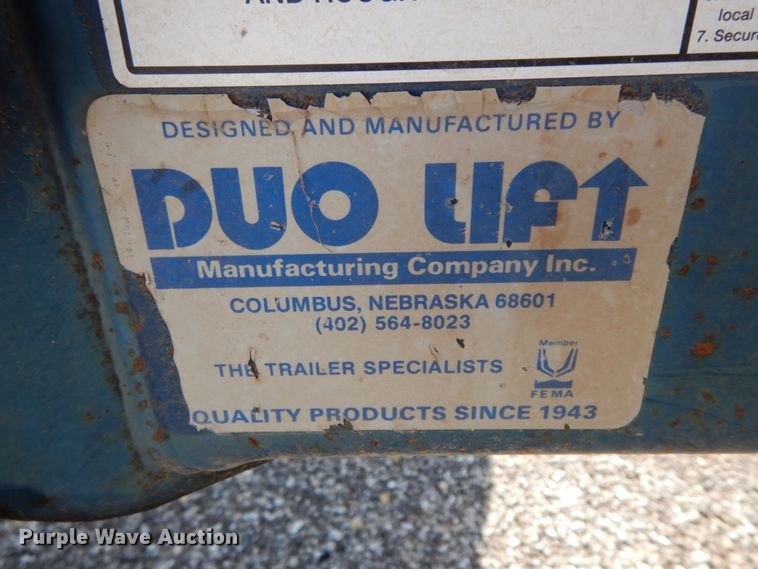 local
7. Secure
DESIGNED AND MANUFACTURED BY
DUO LIFT
Manufacturing Company Inc.
COLUMBUS, NEBRASKA 68601
(402) 564-8023
THE TRAILER SPECIALISTS
Member
FEMA
QUALITY PRODUCTS SINCE 1943
Purple Wave Auction